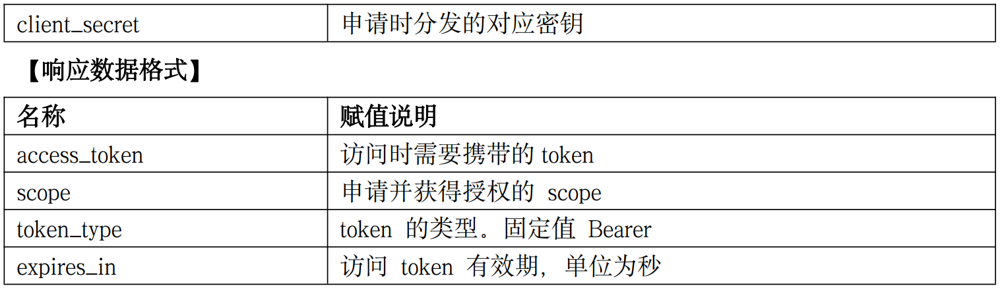 client_secret 申请时分发的对应密钥
【响应数据格式】
名称 赋值说明
access_token 访问时需要携带的 token
scope 申请并获得授权的 scope
token_type token 的类型。固定值 Bearer
expires_in 访问 token 有效期，单位为秒